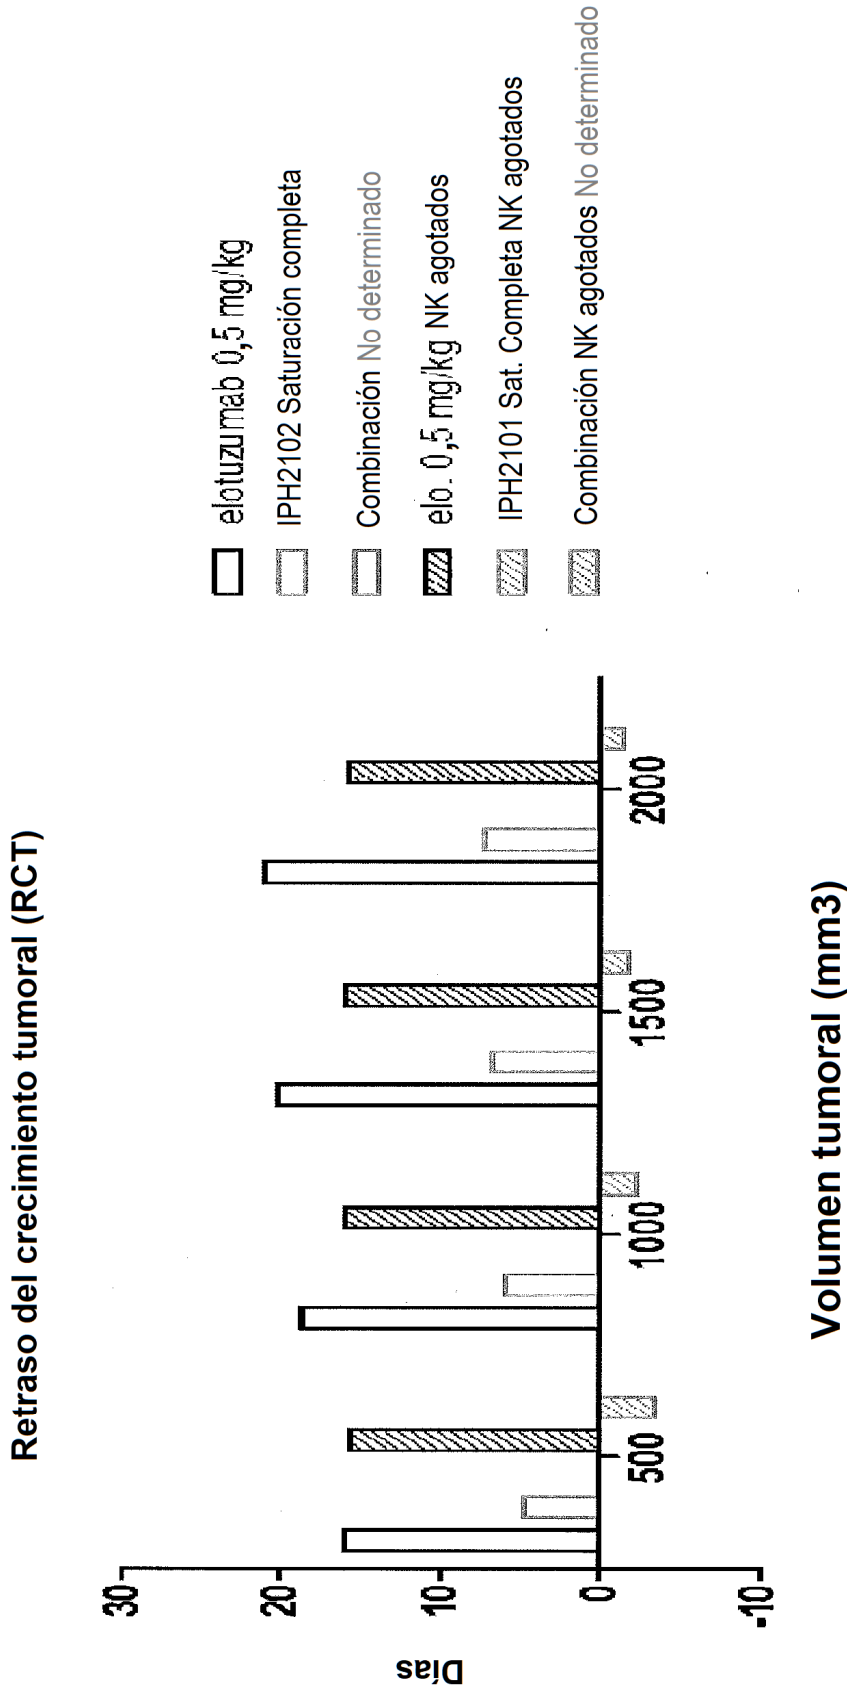 Retraso del crecimiento tumoral (RCT)
Días
30
20
10
0
-10
500
1000
1500
2000
Volumen tumoral (mm3)
elotuzumab 0,5 mg/kg
IPH2102 Saturación completa
Combinación No determinado
elo. 0,5 mg/kg NK agotados
IPH2101 Sat. Completa NK agotados
Combinación NK agotados No determinado